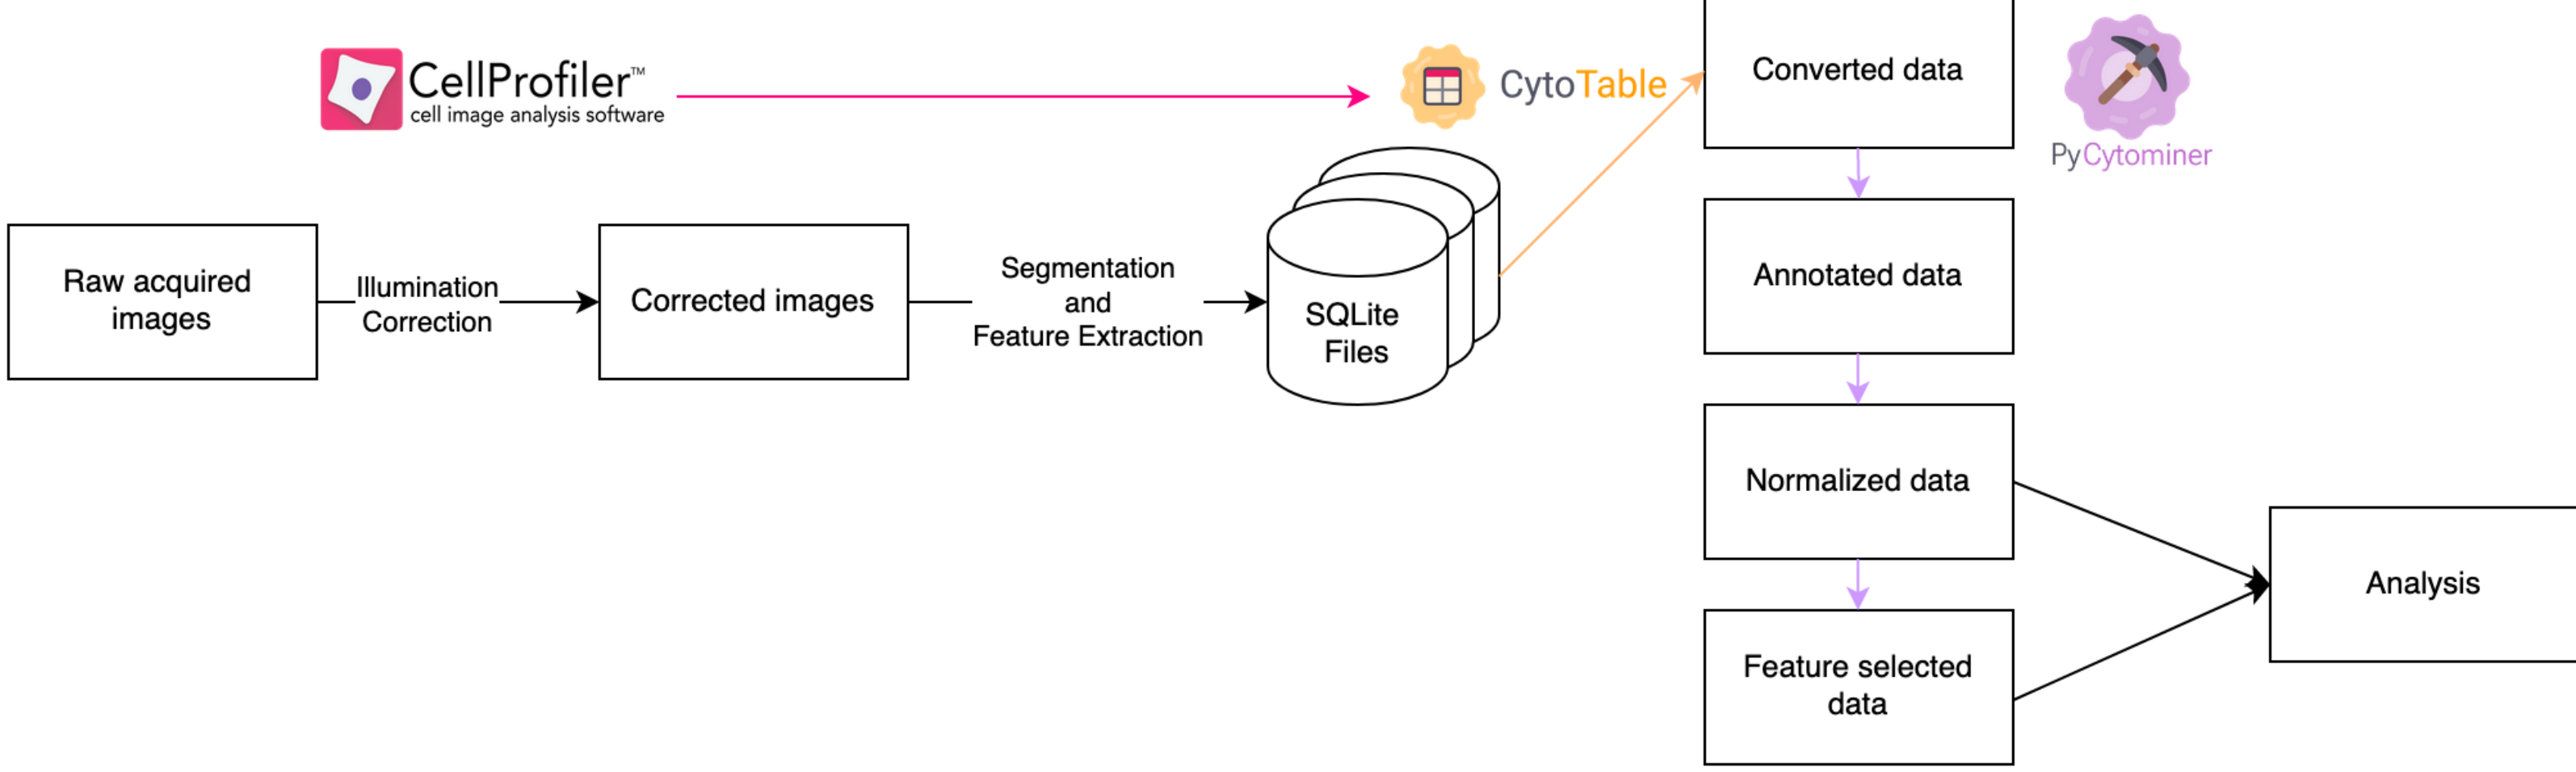 CellProfiler™
cell image analysis software
CytoTable
Converted data
PyCytominer
Raw acquired
images
Illumination
Correction
Corrected images
Segmentation
and
Feature Extraction
SQLite
Files
Annotated data
Normalized data
Feature selected
data
Analysis